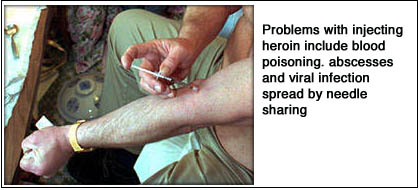 Problems with injecting
heroin include blood
poisoning. abscesses
and viral infection
spread by needle
sharing